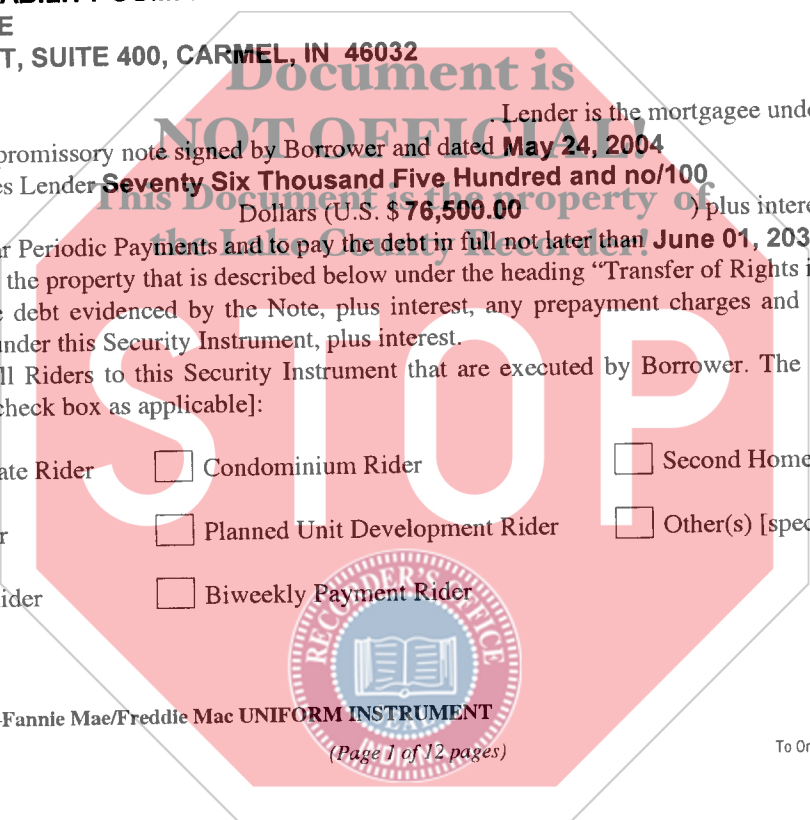 E
T, SUITE 400, CARMEL, IN 46032
Document is
. Lender is the mortgagee unde
NOT OFFICIAL!
promissory note signed by Borrower and dated May 24, 2004
es Lender Seventy Six Thousand Five Hundred and no/100
This Document is the property of
Dollars (U.S. $ 76,500.00 ) plus intere
ar Periodic Payments and to pay the debt in full not later than June 01, 203
the Lake County Recorder!
the property that is described below under the heading “Transfer of Rights i
e debt evidenced by the Note, plus interest, any prepayment charges and
under this Security Instrument, plus interest.
ll Riders to this Security Instrument that are executed by Borrower. The
check box as applicable]:
STOP
ate Rider Condominium Rider Second Home
r Planned Unit Development Rider Other(s) [spec
ider Biweekly Payment Rider
RECORDER'S OFFICE
SEAL
-Fannie Mae/Freddie Mac UNIFORM INSTRUMENT
(Page 1 of 12 pages)
To Or